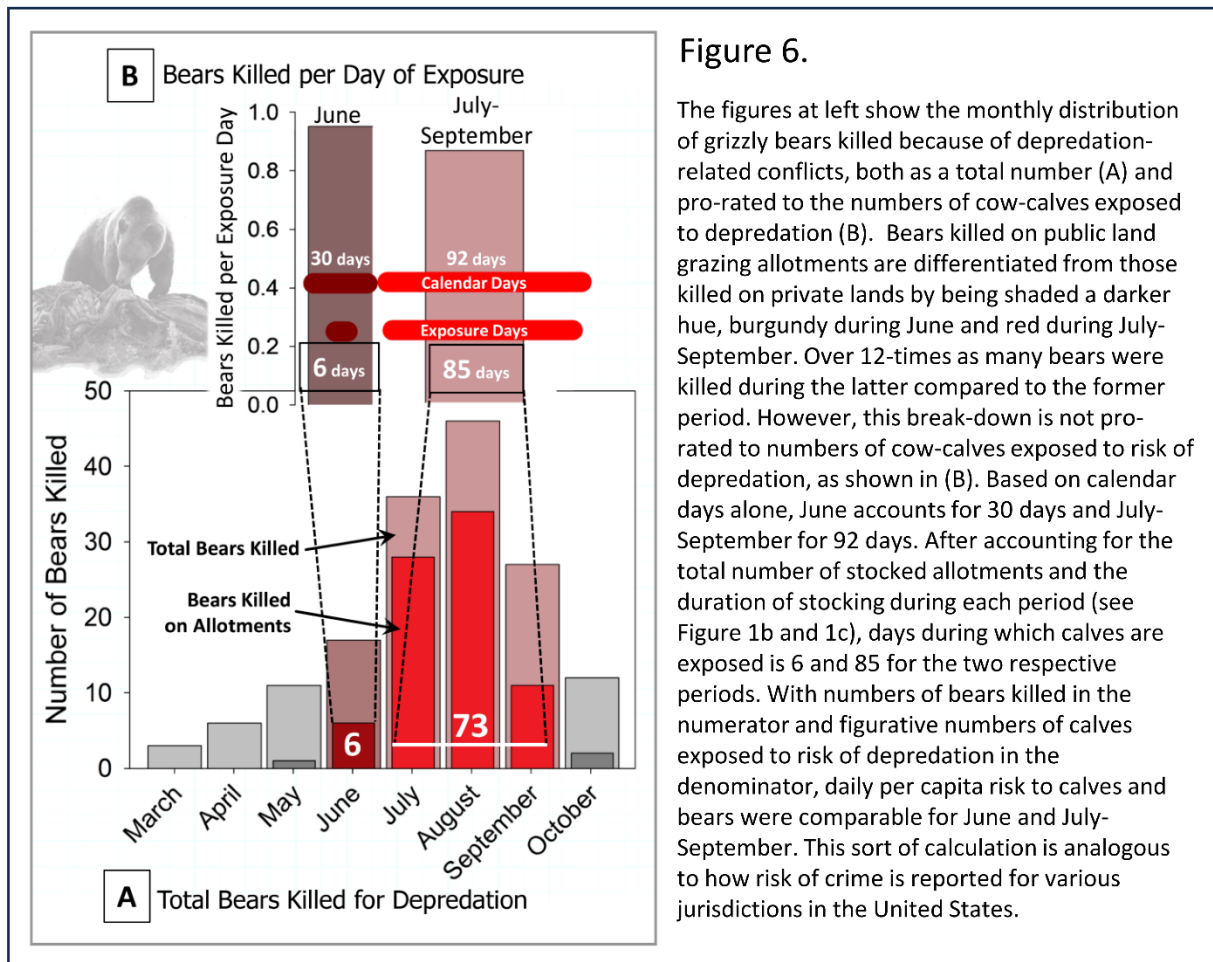 B Bears Killed per Day of Exposure
June
July-
September
Bears Killed per Exposure Day
1.0
0.8
0.6
0.4
0.2
0.0
30 days
92 days
Calendar Days
Exposure Days
6 days
85 days
Number of Bears Killed
50
40
30
20
10
0
Total Bears Killed
Bears Killed
on Allotments
6
73
March
April
May
June
July
August
September
October
A Total Bears Killed for Depredation
Figure 6.
The figures at left show the monthly distribution
of grizzly bears killed because of depredation-
related conflicts, both as a total number (A) and
pro-rated to the numbers of cow-calves exposed
to depredation (B).  Bears killed on public land
grazing allotments are differentiated from those
killed on private lands by being shaded a darker
hue, burgundy during June and red during July-
September. Over 12-times as many bears were
killed during the latter compared to the former
period. However, this break-down is not pro-
rated to numbers of cow-calves exposed to risk of
depredation, as shown in (B). Based on calendar
days alone, June accounts for 30 days and July-
September for 92 days. After accounting for the
total number of stocked allotments and the
duration of stocking during each period (see
Figure 1b and 1c), days during which calves are
exposed is 6 and 85 for the two respective
periods. With numbers of bears killed in the
numerator and figurative numbers of calves
exposed to risk of depredation in the
denominator, daily per capita risk to calves and
bears were comparable for June and July-
September. This sort of calculation is analogous
to how risk of crime is reported for various
jurisdictions in the United States.